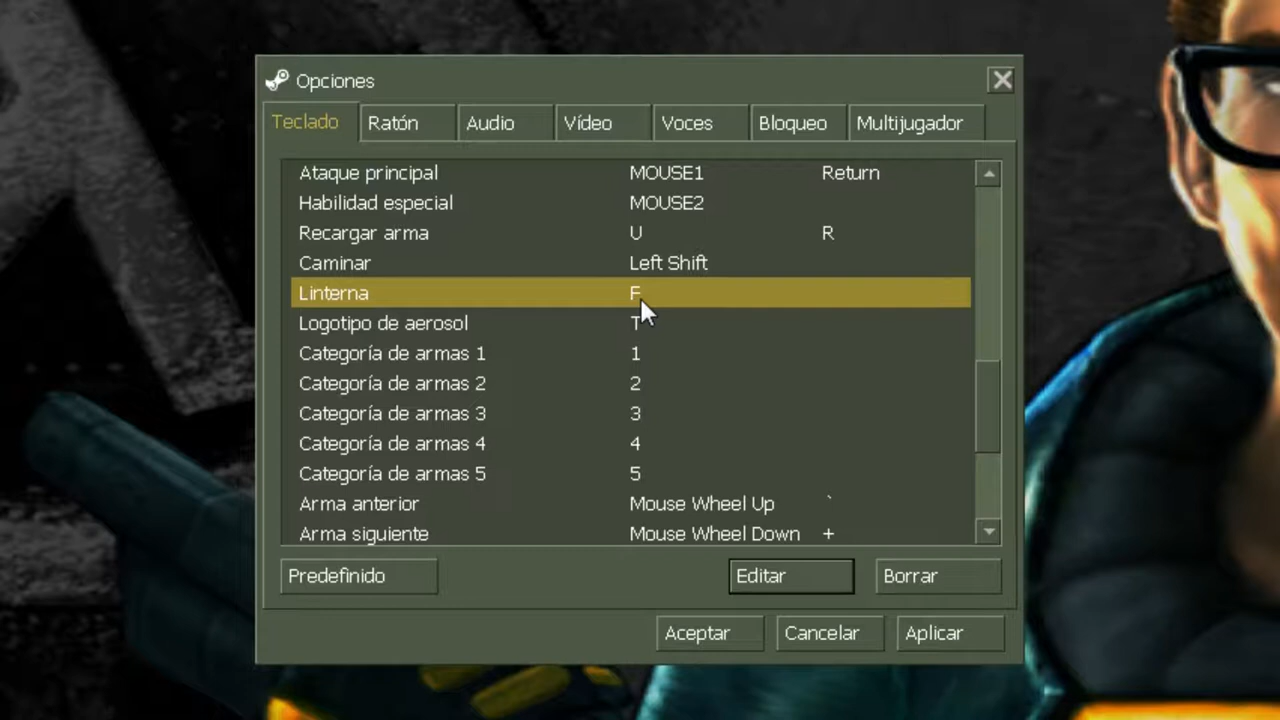 Opciones
Teclado Ratón Audio Vídeo Voces Bloqueo Multijugador
Ataque principal MOUSE1 Return
Habilidad especial MOUSE2
Recargar arma U R
Caminar Left Shift
Linterna F
Logotipo de aerosol T
Categoría de armas 1 1
Categoría de armas 2 2
Categoría de armas 3 3
Categoría de armas 4 4
Categoría de armas 5 5
Arma anterior Mouse Wheel Up `
Arma siguiente Mouse Wheel Down +
Predefinido Editar Borrar
Aceptar Cancelar Aplicar